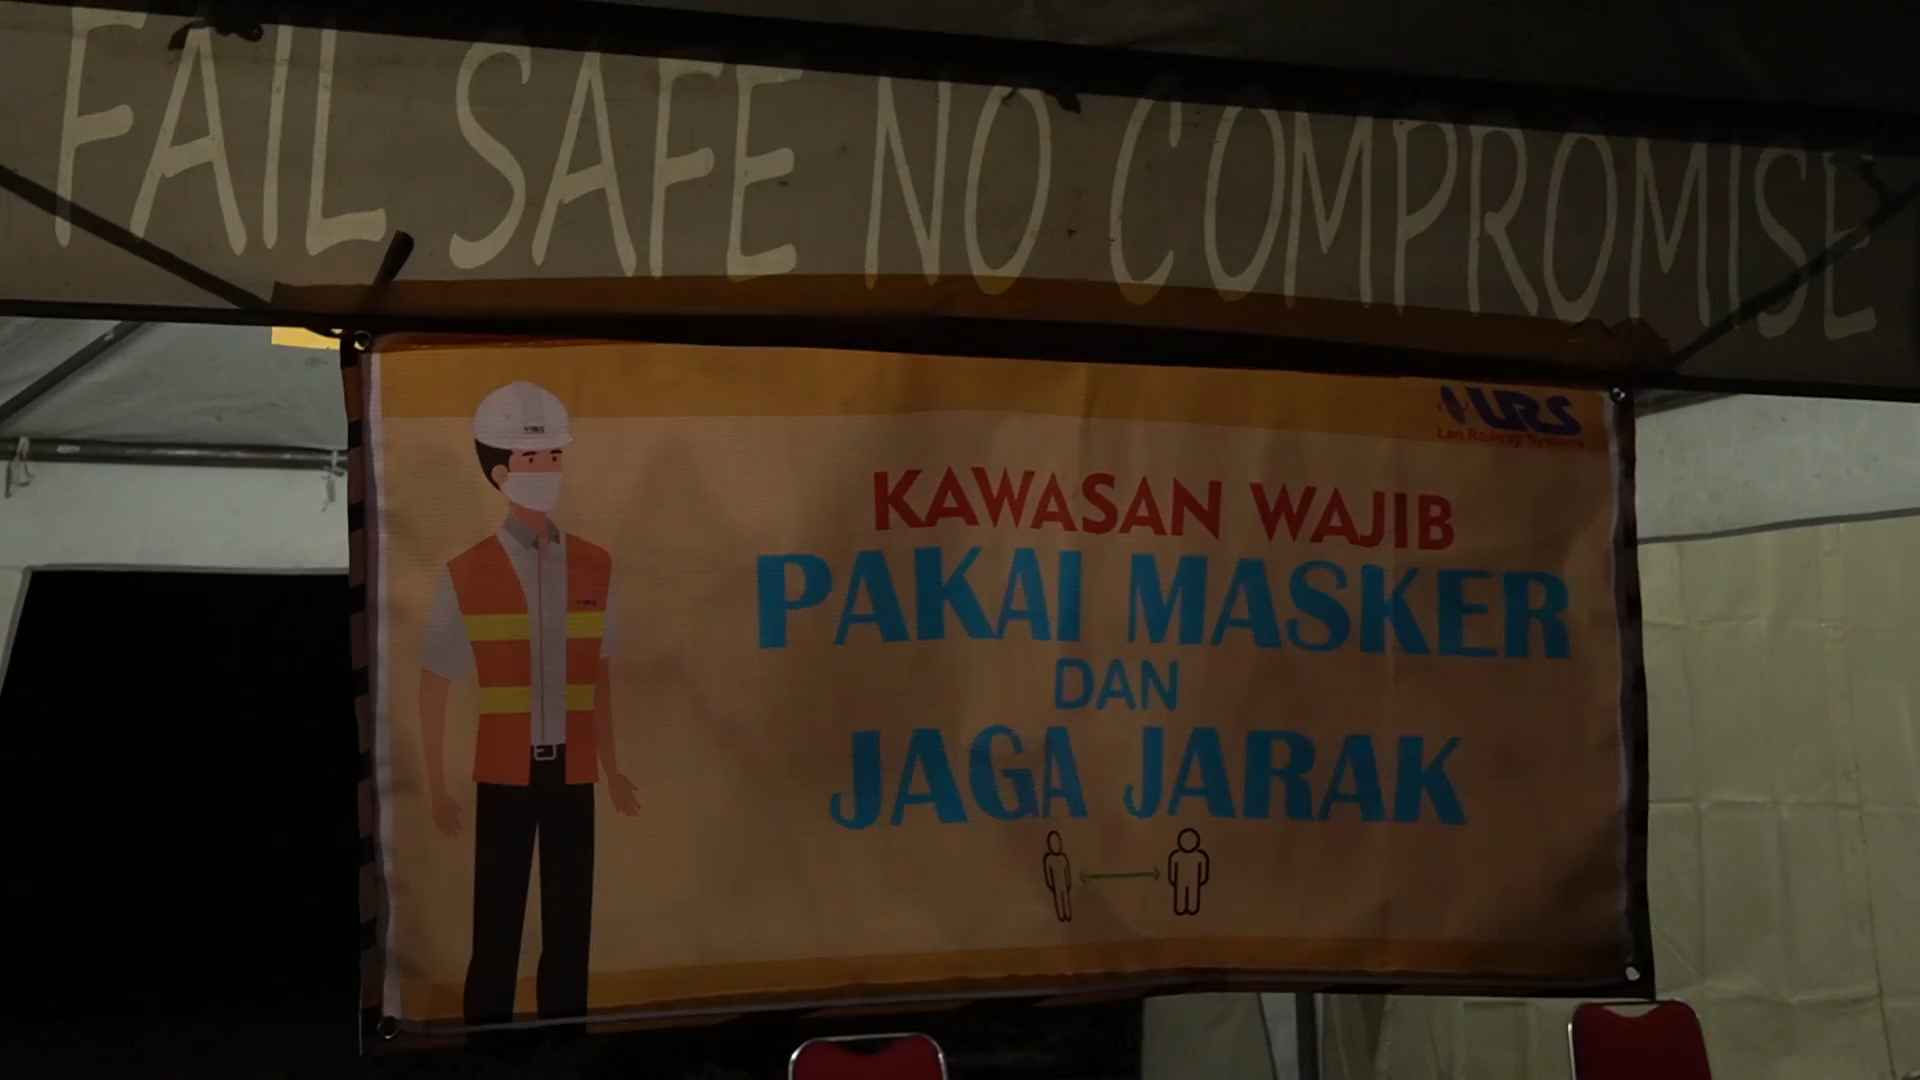 FAIL SAFE NO COMPROMISE
LRS
Len Railway Systems
KAWASAN WAJIB
PAKAI MASKER
DAN
JAGA JARAK